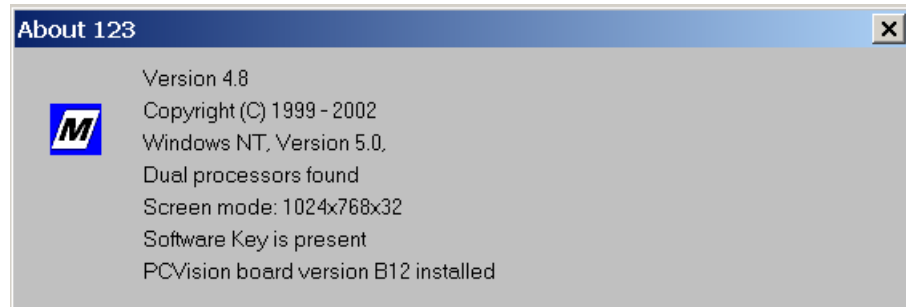 About 123
Version 4.8
Copyright (C) 1999 - 2002
M
Windows NT, Version 5.0,
Dual processors found
Screen mode: 1024x768x32
Software Key is present
PCVision board version B12 installed